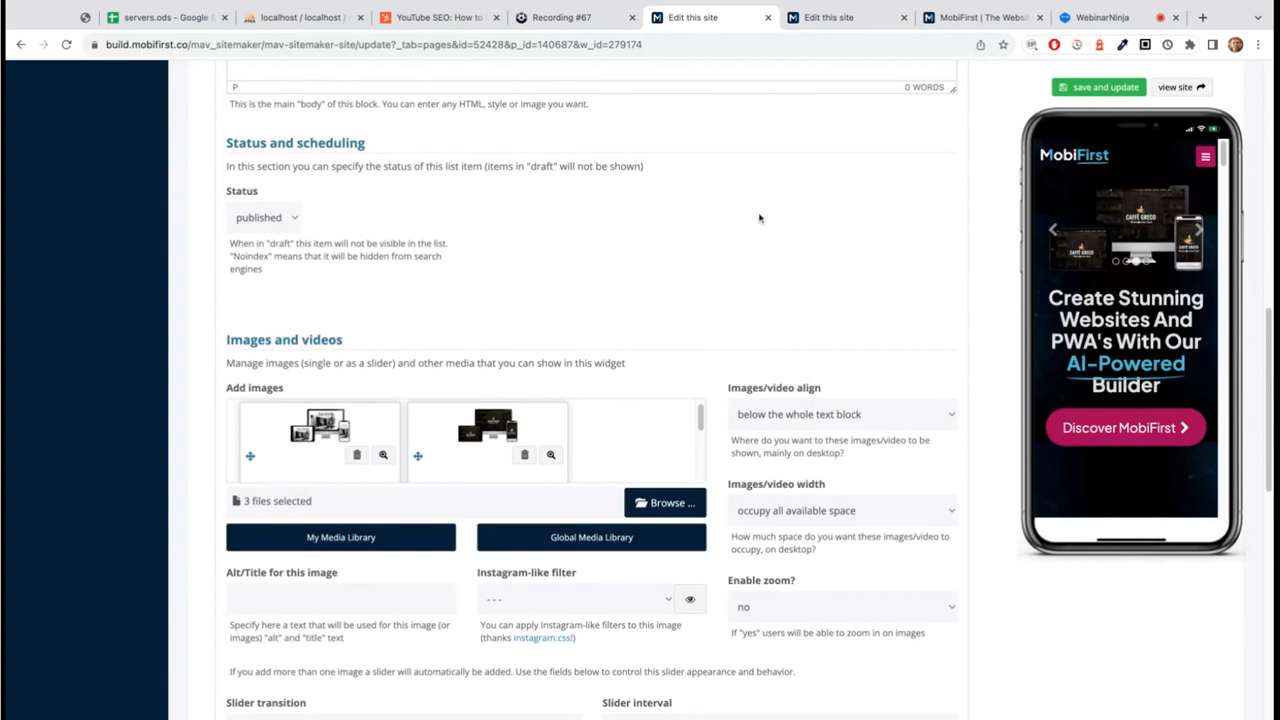 servers.ods - Google S
localhost / localhost / c
YouTube SEO: How to
Recording #67
Edit this site
Edit this site
MobiFirst | The Websit
WebinarNinja
build.mobifirst.co/mav_sitemaker/mav-sitemaker-site/update?_tab=pages&id=52428&p_id=140687&w_id=279174
P
0 WORDS
This is the main "body" of this block. You can enter any HTML, style or image you want.
Status and scheduling
In this section you can specify the status of this list item (items in "draft" will not be shown)
Status
published
When in "draft" this item will not be visible in the list.
"Noindex" means that it will be hidden from search
engines
Images and videos
Manage images (single or as a slider) and other media that you can show in this widget
Add images
3 files selected
Browse ...
My Media Library
Global Media Library
Alt/Title for this image
Specify here a text that will be used for this image (or
images) "alt" and "title" text
Instagram-like filter
---
You can apply Instagram-like filters to this image
(thanks instagram.css!)
Images/video align
below the whole text block
Where do you want to these images/video to be
shown, mainly on desktop?
Images/video width
occupy all available space
How much space do you want these images/video to
occupy, on desktop?
Enable zoom?
no
If "yes" users will be able to zoom in on images
If you add more than one image a slider will automatically be added. Use the fields below to control this slider appearance and behavior.
Slider transition
Slider interval
save and update
view site
MobiFirst
CAFFÈ GRECO
Create Stunning
Websites And
PWA's With Our
AI-Powered
Builder
Discover MobiFirst